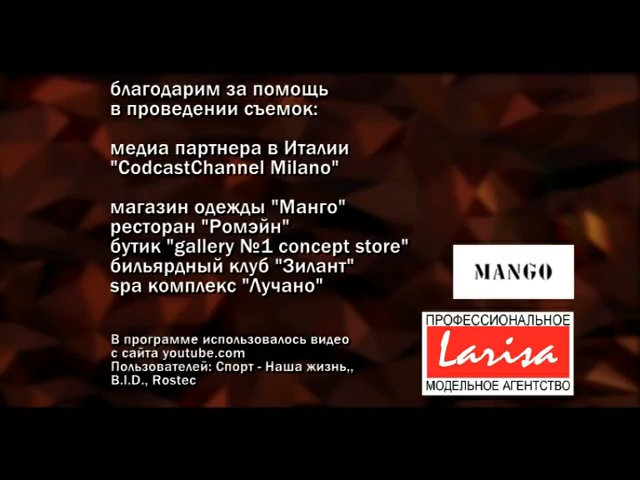 благодарим за помощь
в проведении съемок:
медиа партнера в Италии
"CodcastChannel Milano"
магазин одежды "Манго"
ресторан "Ромэйн"
бутик "gallery №1 concept store"
бильярдный клуб "Зилант"
spa комплекс "Лучано"
MANGO
ПРОФЕССИОНАЛЬНОЕ
Larisa
МОДЕЛЬНОЕ АГЕНТСТВО
В программе использовалось видео
с сайта youtube.com
Пользователей: Спорт - Наша жизнь,,
B.I.D., Rostec